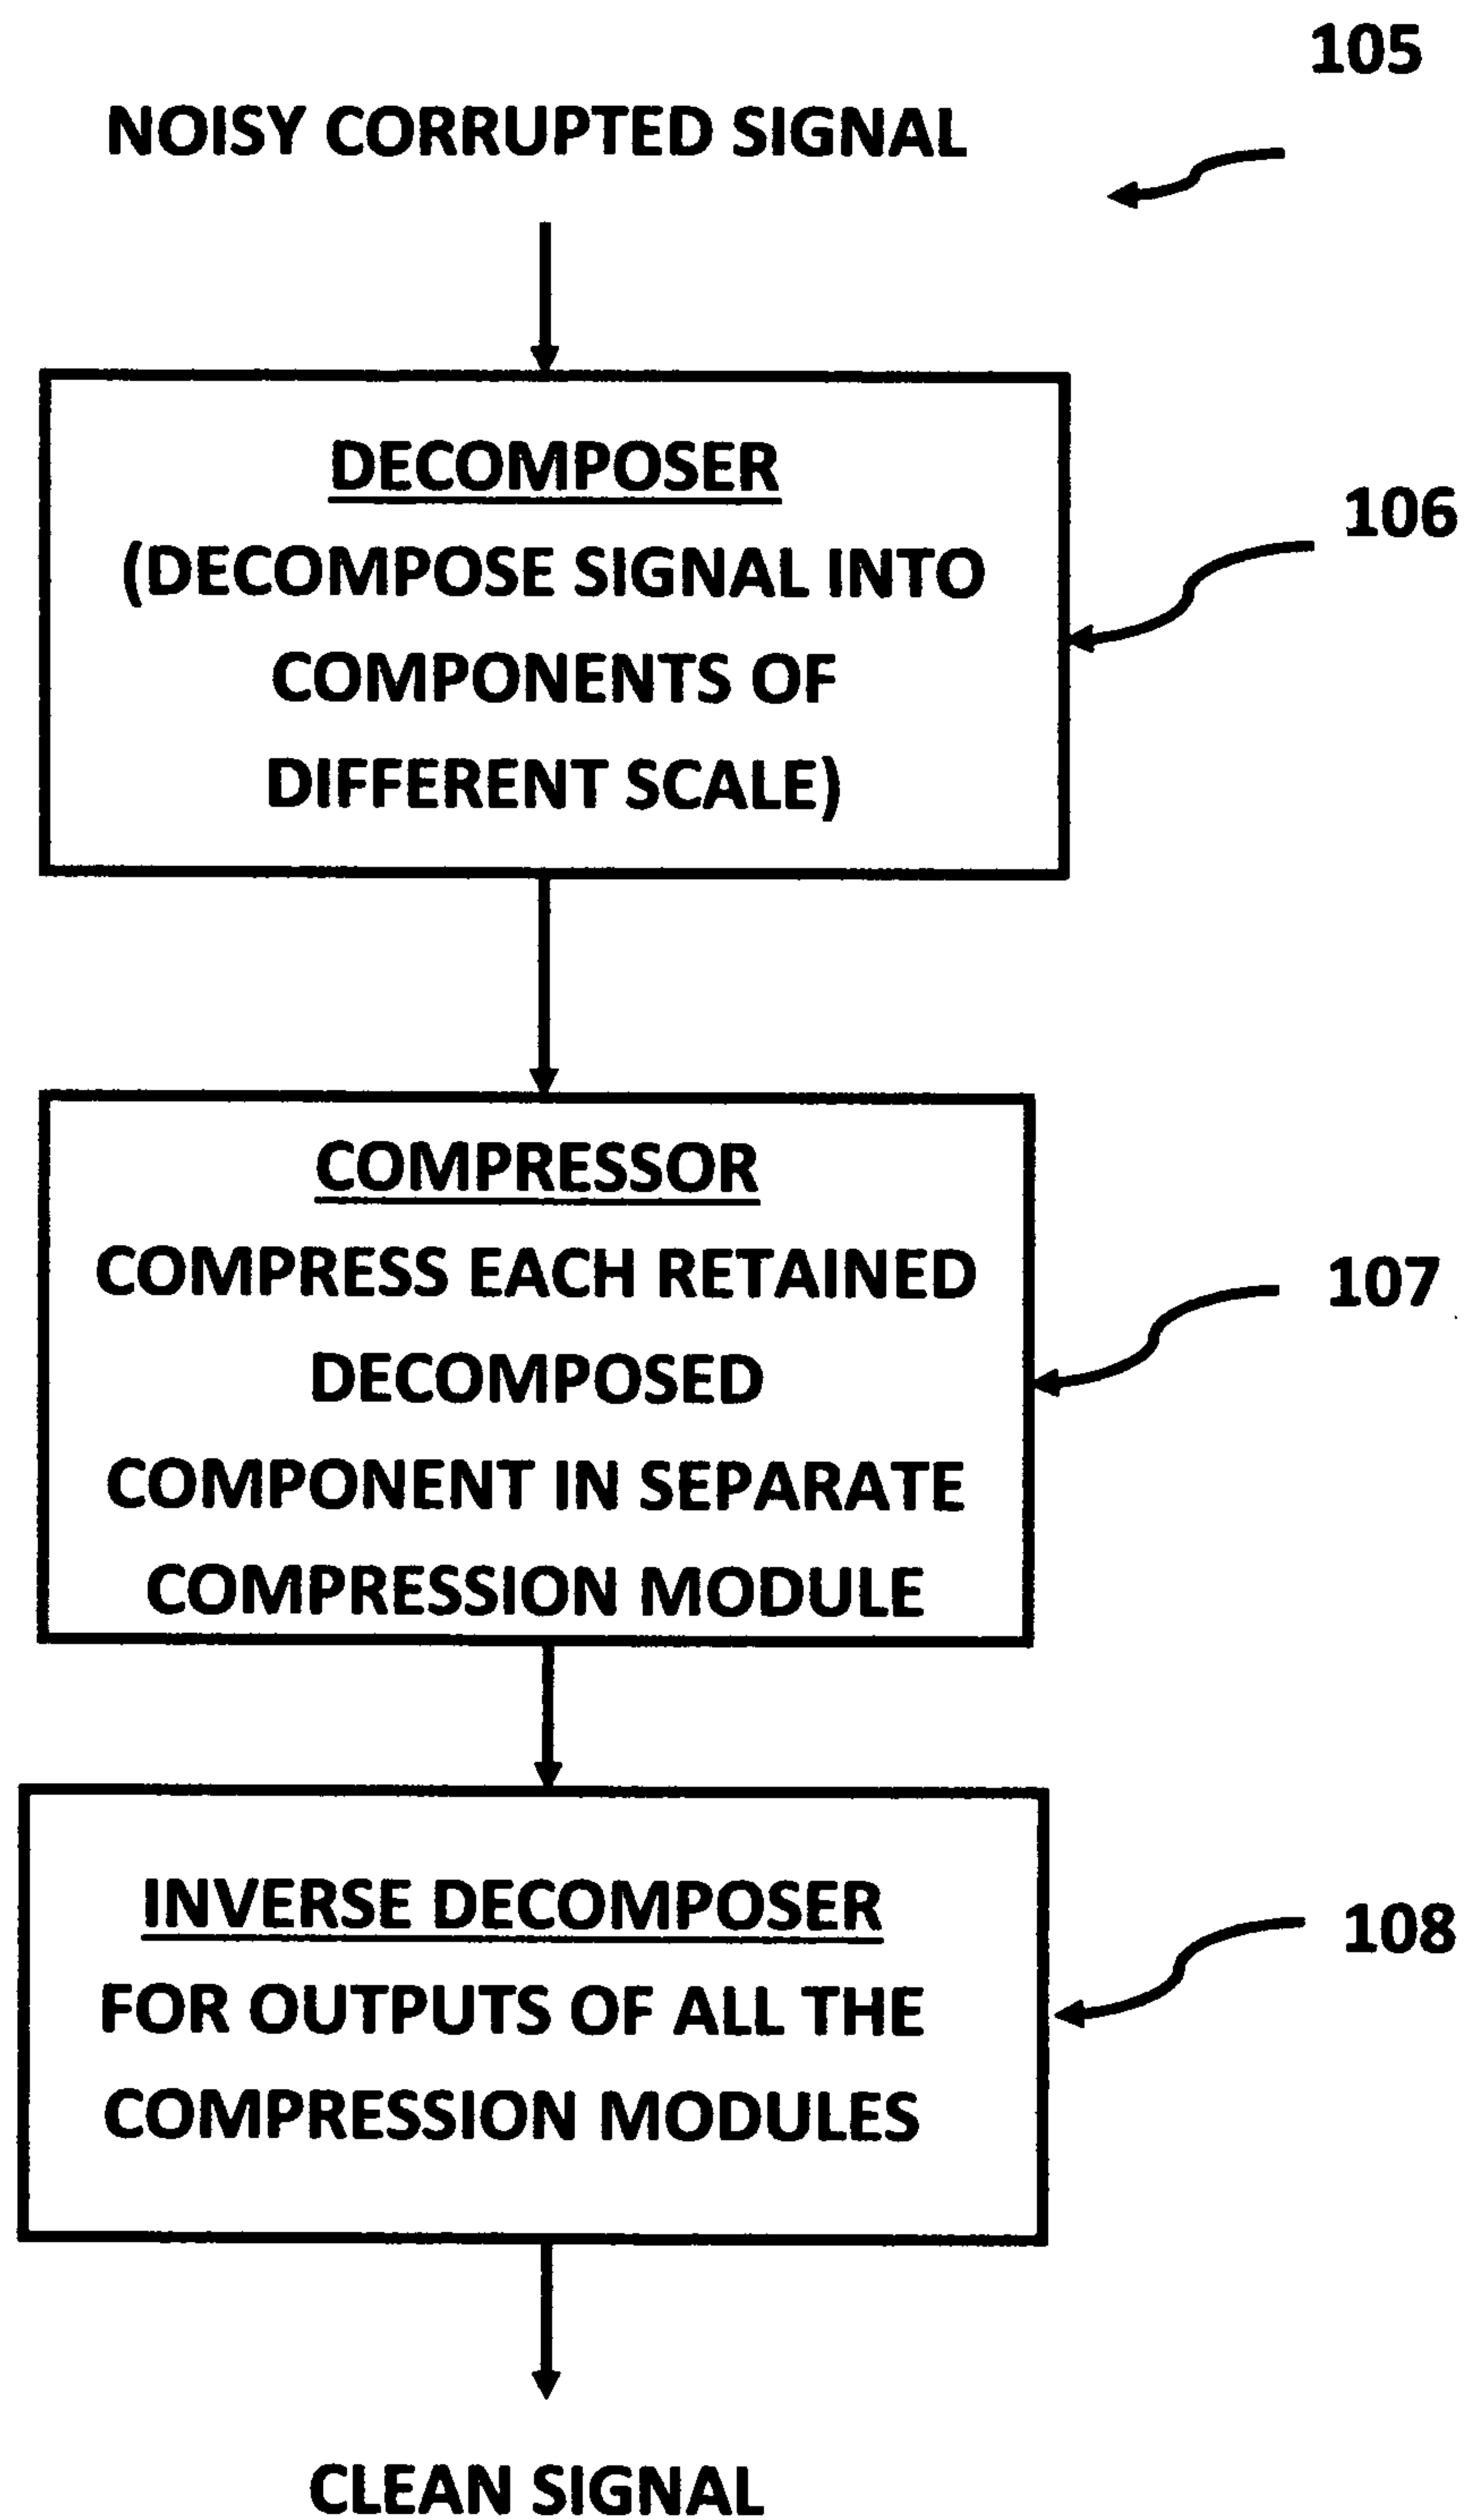 105
NOISY CORRUPTED SIGNAL
DECOMPOSER
106
(DECOMPOSE SIGNAL INTO
COMPONENTS OF
DIFFERENT SCALE)
COMPRESSOR
COMPRESS EACH RETAINED
107
DECOMPOSED
COMPONENT IN SEPARATE
COMPRESSION MODULE
INVERSE DECOMPOSER
108
FOR OUTPUTS OF ALL THE
COMPRESSION MODULES
CLEAN SIGNAL